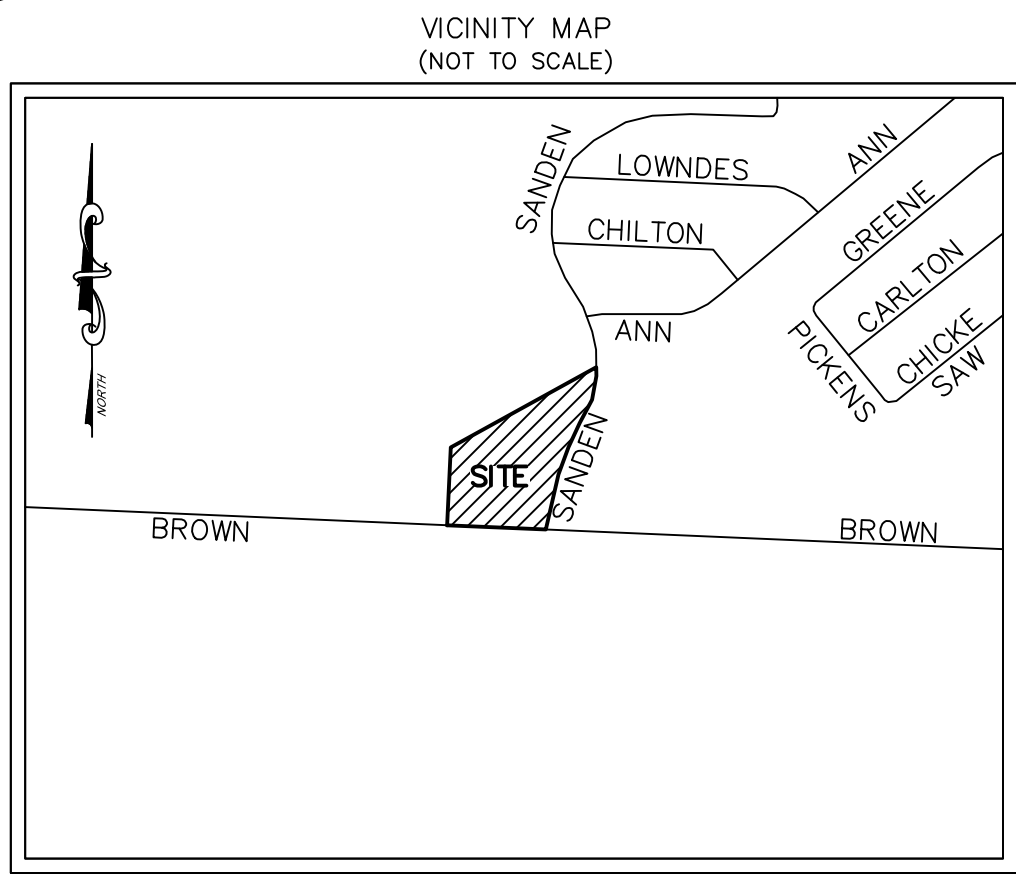 VICINITY MAP
(NOT TO SCALE)
SANDEN
LOWNDES
ANN
CHILTON
GREENE
CARLTON
ANN
PICKENS
CHICKE
SAW
NORTH
SITE
SANDEN
BROWN
BROWN